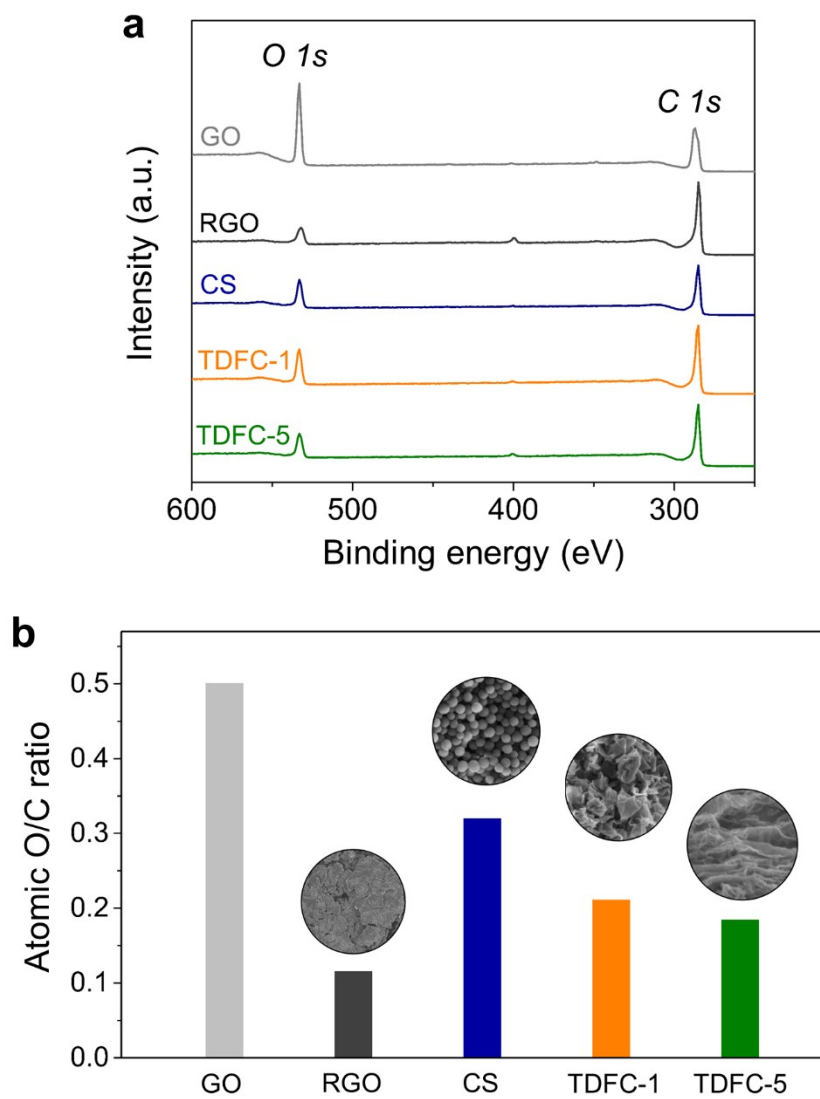 a
O 1s
C 1s
GO
RGO
CS
TDFC-1
TDFC-5
Intensity (a.u.)
600 500 400 300
Binding energy (eV)
b
0.5
0.4
0.3
0.2
0.1
0.0
Atomic O/C ratio
GO RGO CS TDFC-1 TDFC-5